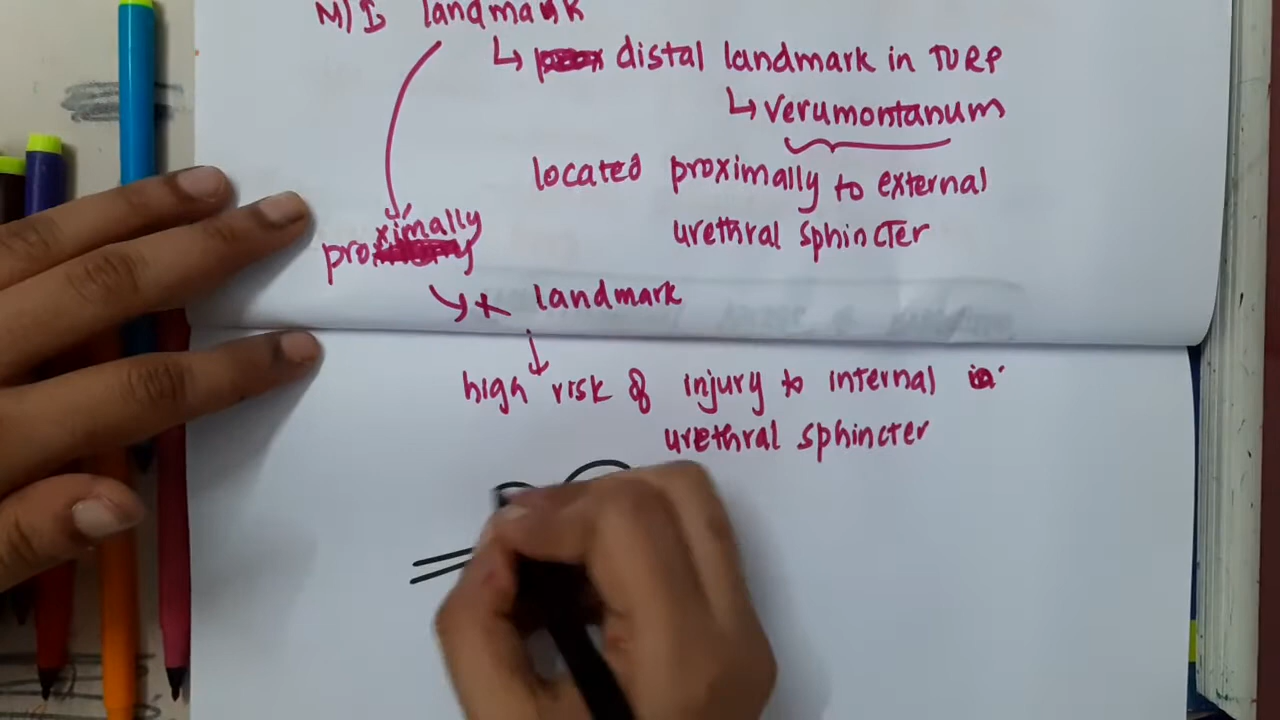 M/I landmark
↳ distal landmark in TURP
↳ verumontanum
located proximally to external
urethral sphincter
proximally
↘ x landmark
↓
high risk of injury to internal
urethral sphincter